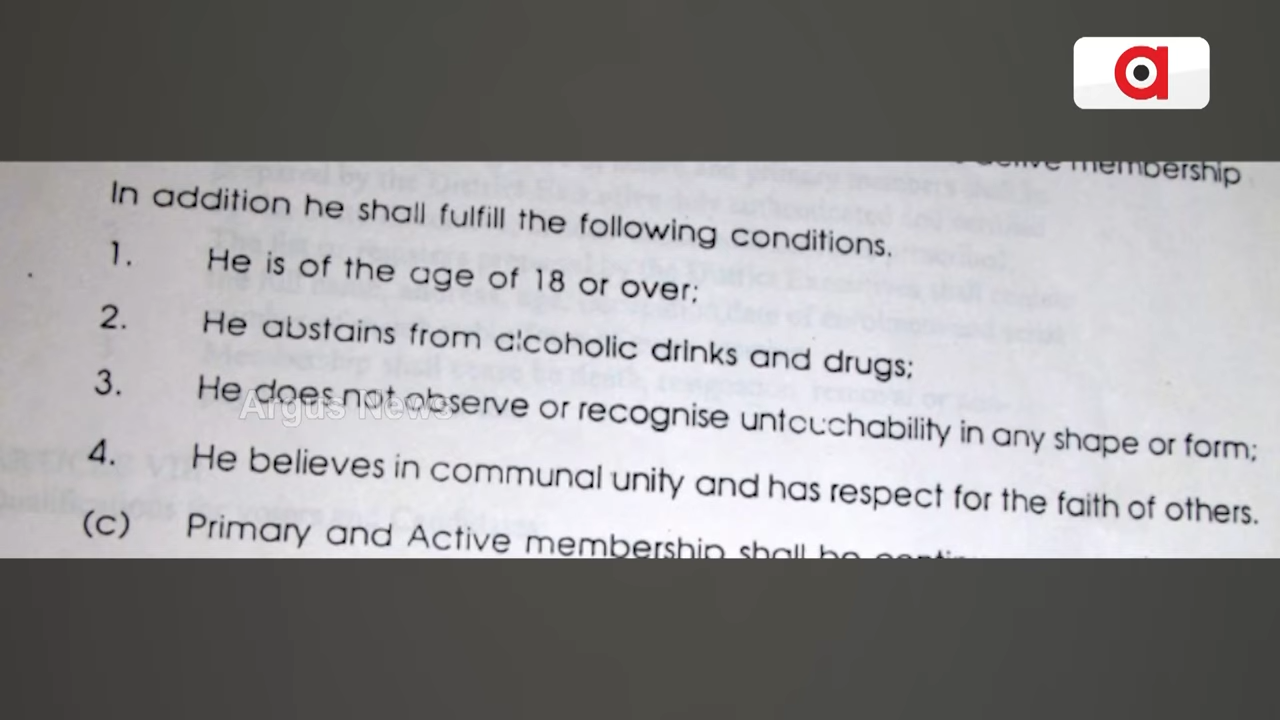 active membership
In addition he shall fulfill the following conditions.
1. He is of the age of 18 or over;
2. He abstains from alcoholic drinks and drugs;
3. He does not observe or recognise untouchability in any shape or form;
Argus News
4. He believes in communal unity and has respect for the faith of others.
(c) Primary and Active membership shall be